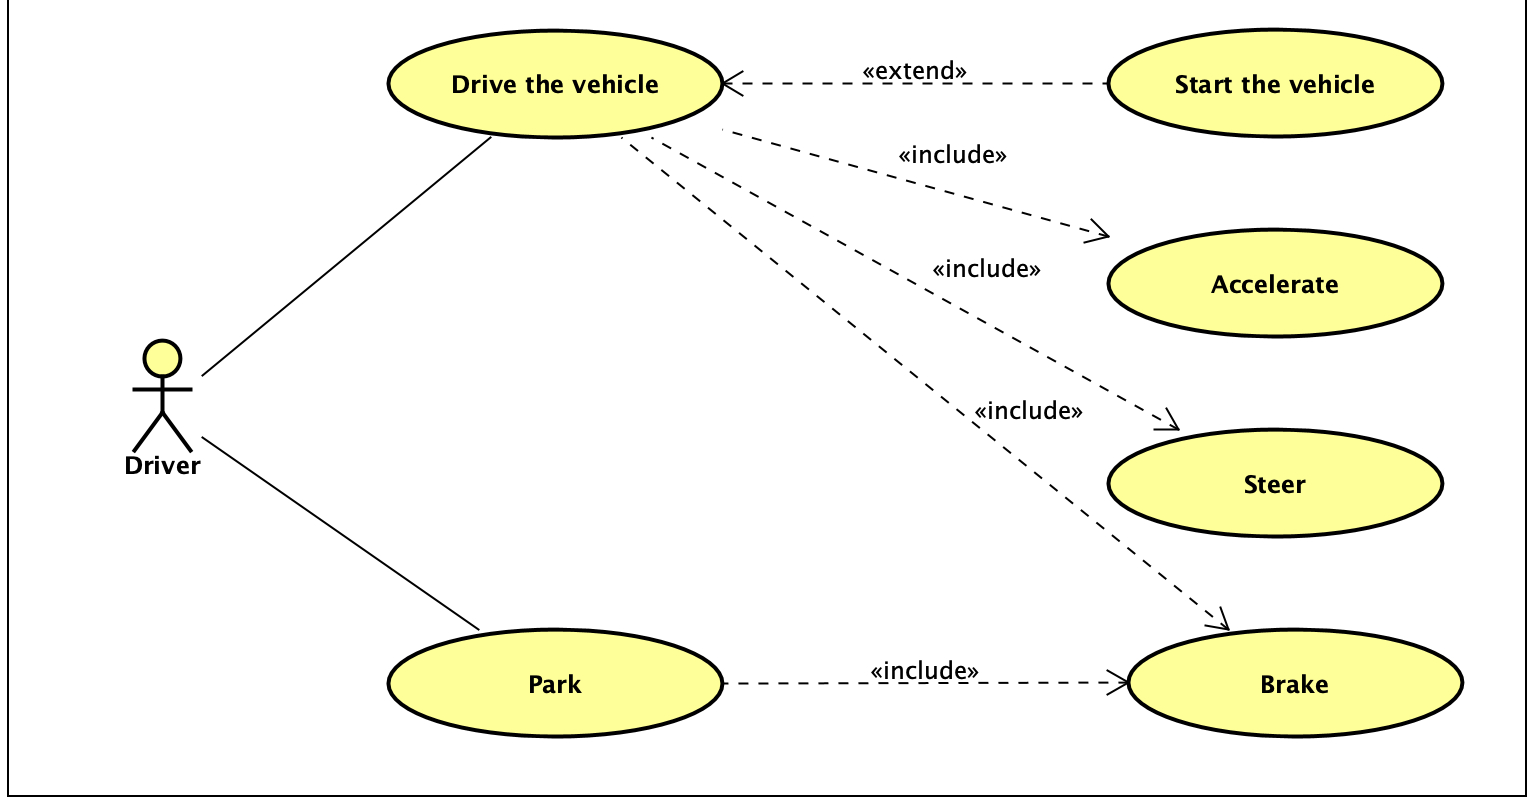 Drive the vehicle
«extend»
Start the vehicle
«include»
«include»
Accelerate
«include»
Driver
Steer
Park
«include»
Brake